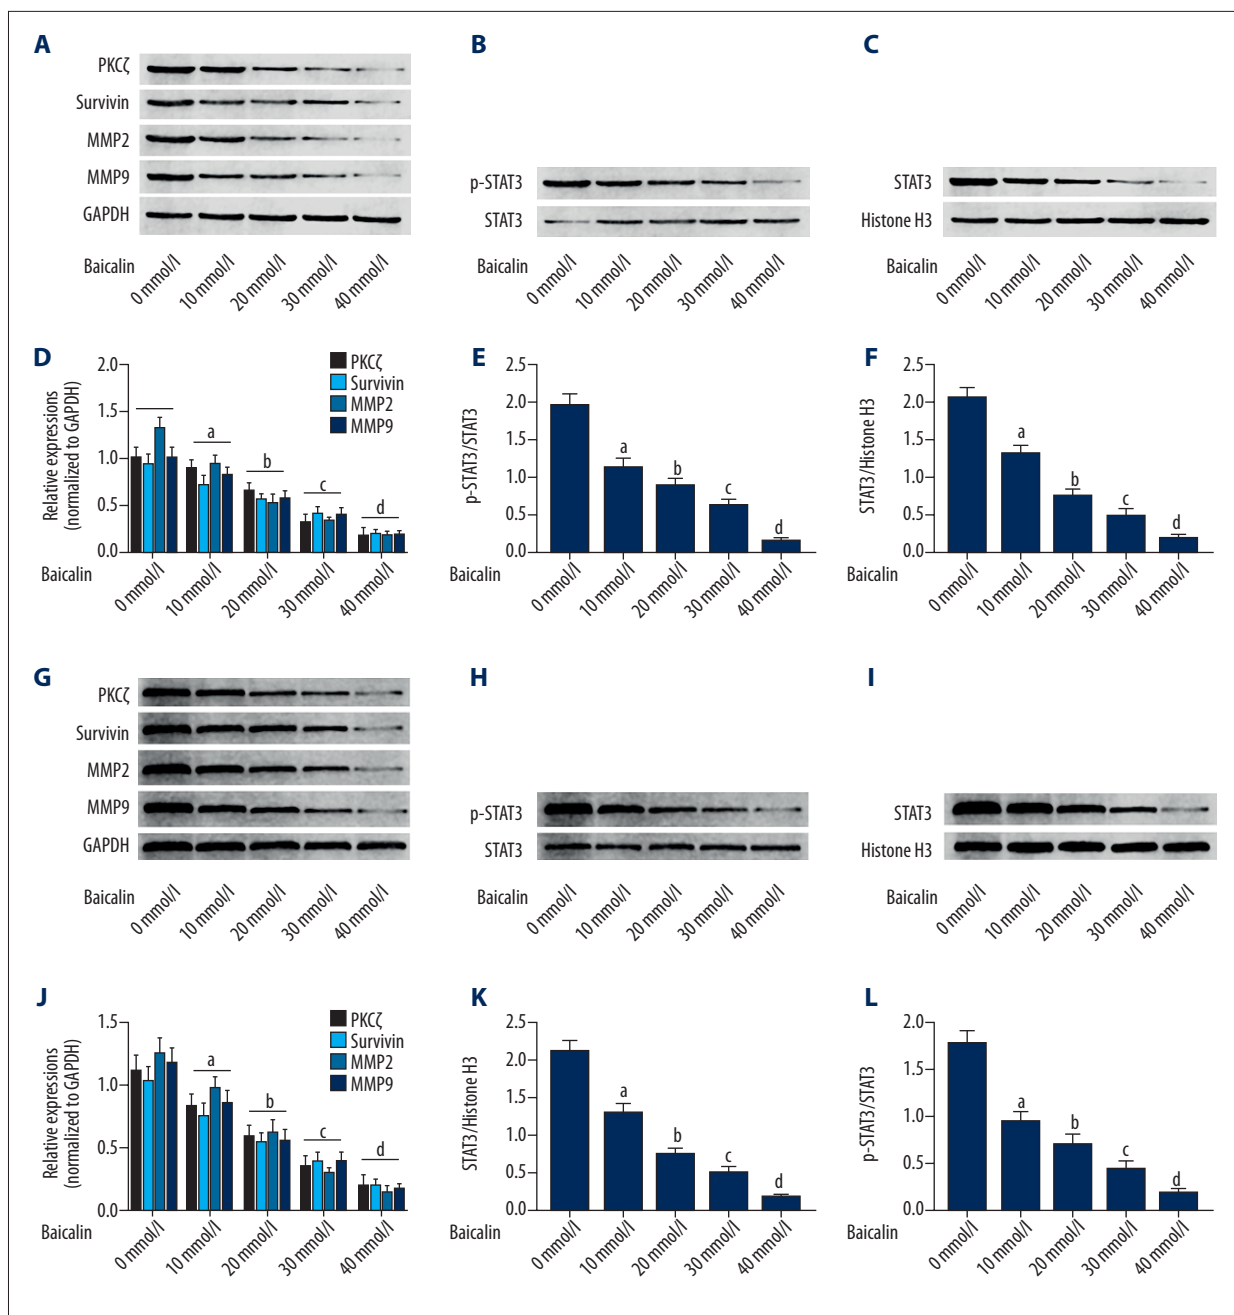 A
PKCζ
Survivin
MMP2
MMP9
GAPDH
Baicalin
0 mmol/l
10 mmol/l
20 mmol/l
30 mmol/l
40 mmol/l
B
p-STAT3
STAT3
Baicalin
0 mmol/l
10 mmol/l
20 mmol/l
30 mmol/l
40 mmol/l
C
STAT3
Histone H3
Baicalin
0 mmol/l
10 mmol/l
20 mmol/l
30 mmol/l
40 mmol/l
D
Relative expressions
(normalized to GAPDH)
2.0
1.5
1.0
0.5
0.0
PKCζ
Survivin
MMP2
MMP9
a
b
c
d
Baicalin
0 mmol/l
10 mmol/l
20 mmol/l
30 mmol/l
40 mmol/l
E
p-STAT3/STAT3
2.5
2.0
1.5
1.0
0.5
0.0
a
b
c
d
Baicalin
0 mmol/l
10 mmol/l
20 mmol/l
30 mmol/l
40 mmol/l
F
STAT3/Histone H3
2.5
2.0
1.5
1.0
0.5
0.0
a
b
c
d
Baicalin
0 mmol/l
10 mmol/l
20 mmol/l
30 mmol/l
40 mmol/l
G
PKCζ
Survivin
MMP2
MMP9
GAPDH
Baicalin
0 mmol/l
10 mmol/l
20 mmol/l
30 mmol/l
40 mmol/l
H
p-STAT3
STAT3
Baicalin
0 mmol/l
10 mmol/l
20 mmol/l
30 mmol/l
40 mmol/l
I
STAT3
Histone H3
Baicalin
0 mmol/l
10 mmol/l
20 mmol/l
30 mmol/l
40 mmol/l
J
Relative expressions
(normalized to GAPDH)
1.5
1.0
0.5
0.0
PKCζ
Survivin
MMP2
MMP9
a
b
c
d
Baicalin
0 mmol/l
10 mmol/l
20 mmol/l
30 mmol/l
40 mmol/l
K
STAT3/Histone H3
2.5
2.0
1.5
1.0
0.5
0.0
a
b
c
d
Baicalin
0 mmol/l
10 mmol/l
20 mmol/l
30 mmol/l
40 mmol/l
L
p-STAT3/STAT3
2.0
1.5
1.0
0.5
0.0
a
b
c
d
Baicalin
0 mmol/l
10 mmol/l
20 mmol/l
30 mmol/l
40 mmol/l